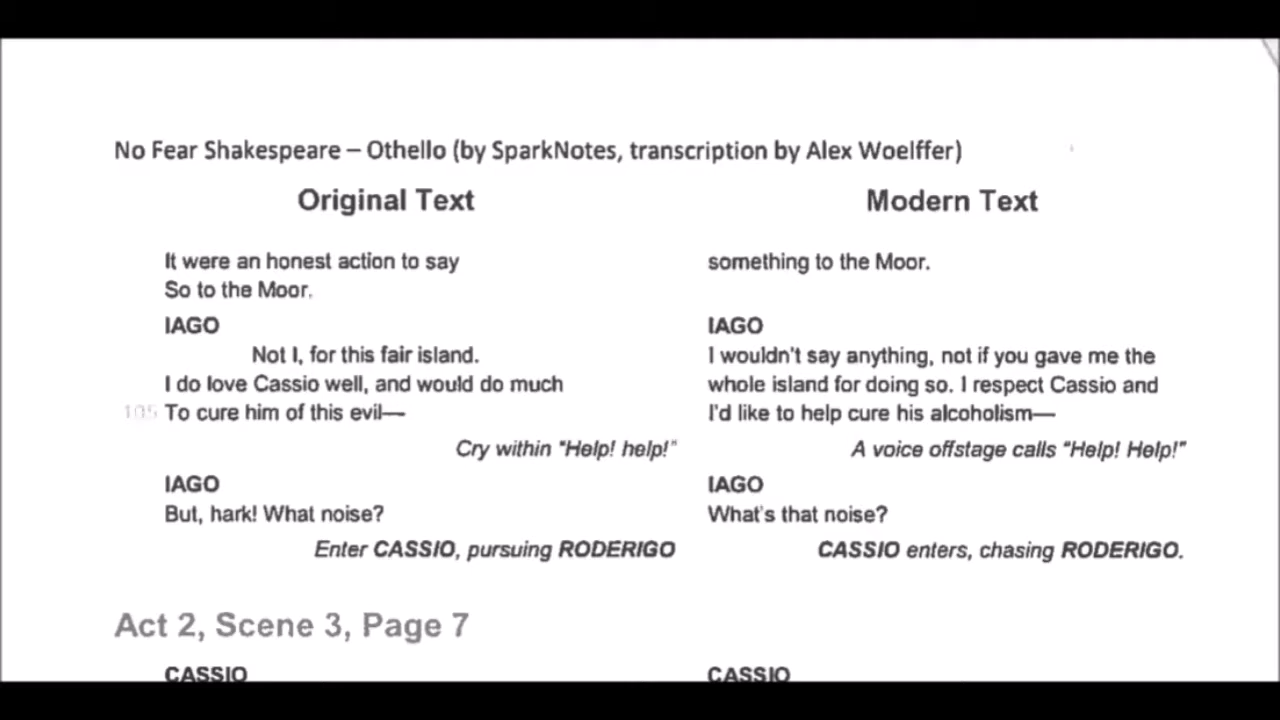 No Fear Shakespeare – Othello (by SparkNotes, transcription by Alex Woelffer)
Original Text
It were an honest action to say
So to the Moor.
IAGO
Not I, for this fair island.
I do love Cassio well, and would do much
105 To cure him of this evil—
Cry within "Help! help!"
IAGO
But, hark! What noise?
Enter CASSIO, pursuing RODERIGO
Modern Text
something to the Moor.
IAGO
I wouldn't say anything, not if you gave me the
whole island for doing so. I respect Cassio and
I'd like to help cure his alcoholism—
A voice offstage calls "Help! Help!"
IAGO
What's that noise?
CASSIO enters, chasing RODERIGO.
Act 2, Scene 3, Page 7
CASSIO
CASSIO